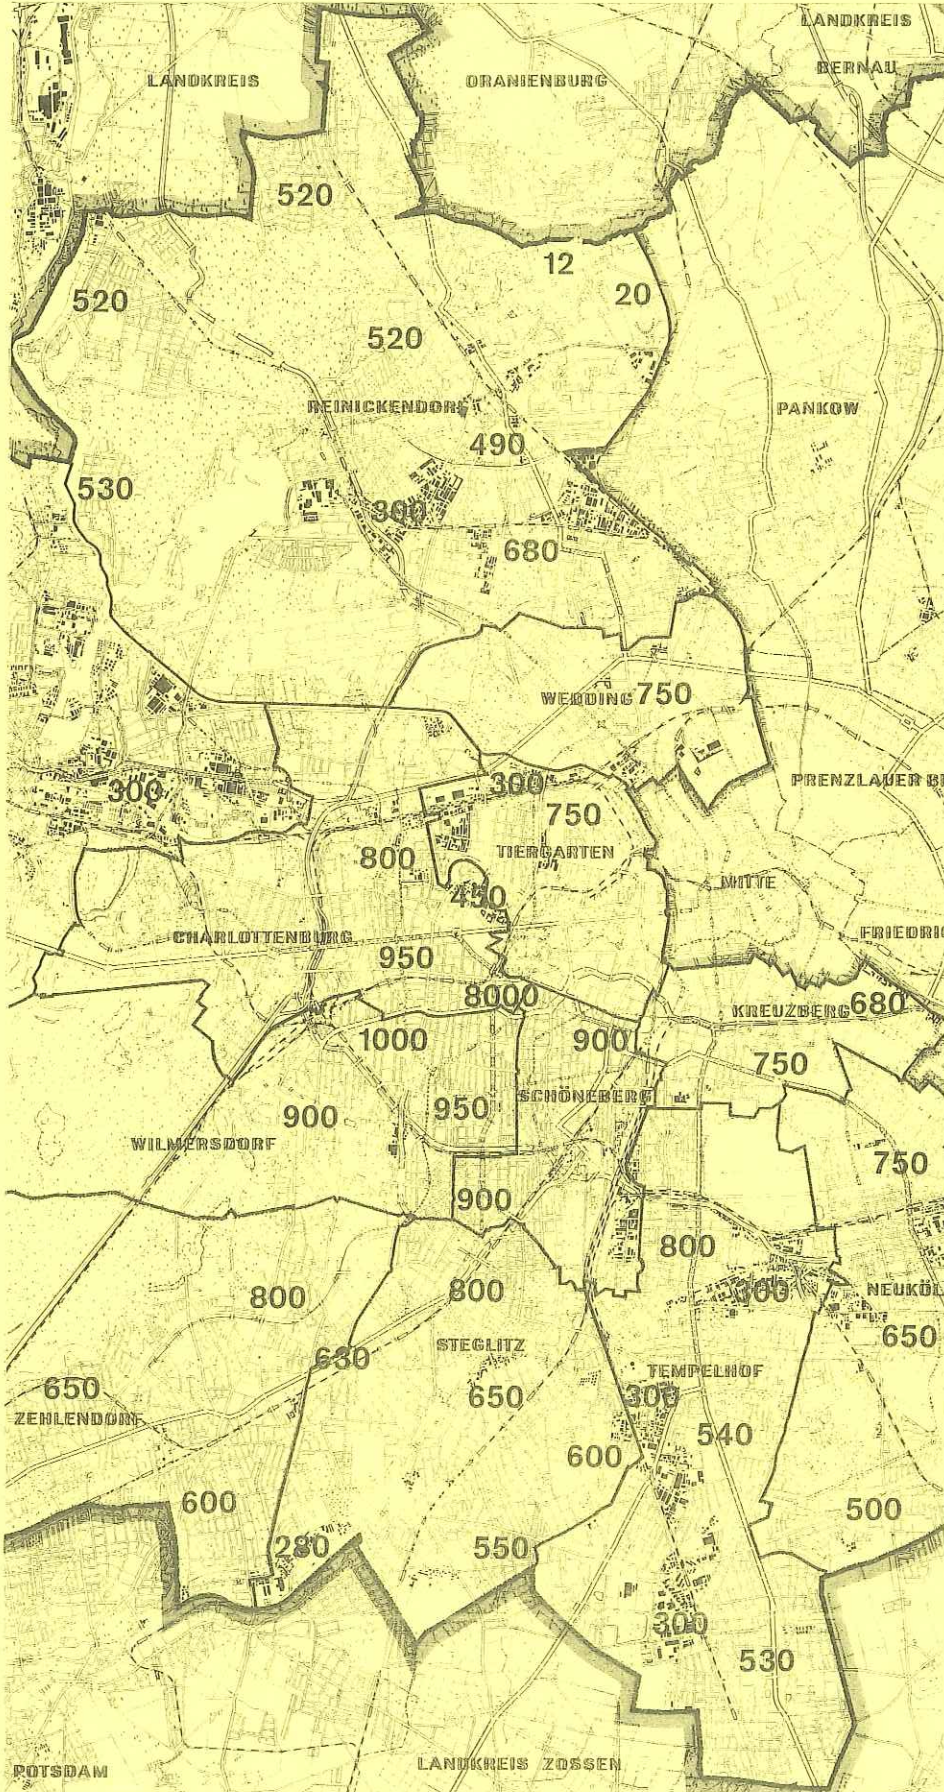 LANDKREIS
BERNAU
LANDKREIS
ORANIENBURG
520
12
520
20
520
REINICKENDORF
PANKOW
490
530
300
680
WEDDING 750
PRENZLAUER BE
300
300
750
800
TIERGARTEN
MITTE
450
CHARLOTTENBURG
FRIEDRIC
950
8000
KREUZBERG 680
1000
900
750
SCHÖNEBERG
950
900
WILMERSDORF
750
900
800
800
800
300
NEUKÖL
650
STEGLITZ
630
TEMPELHOF
650
ZEHLENDORF
650
300
540
600
600
500
280
550
300
530
POTSDAM
LANDKREIS ZOSSEN